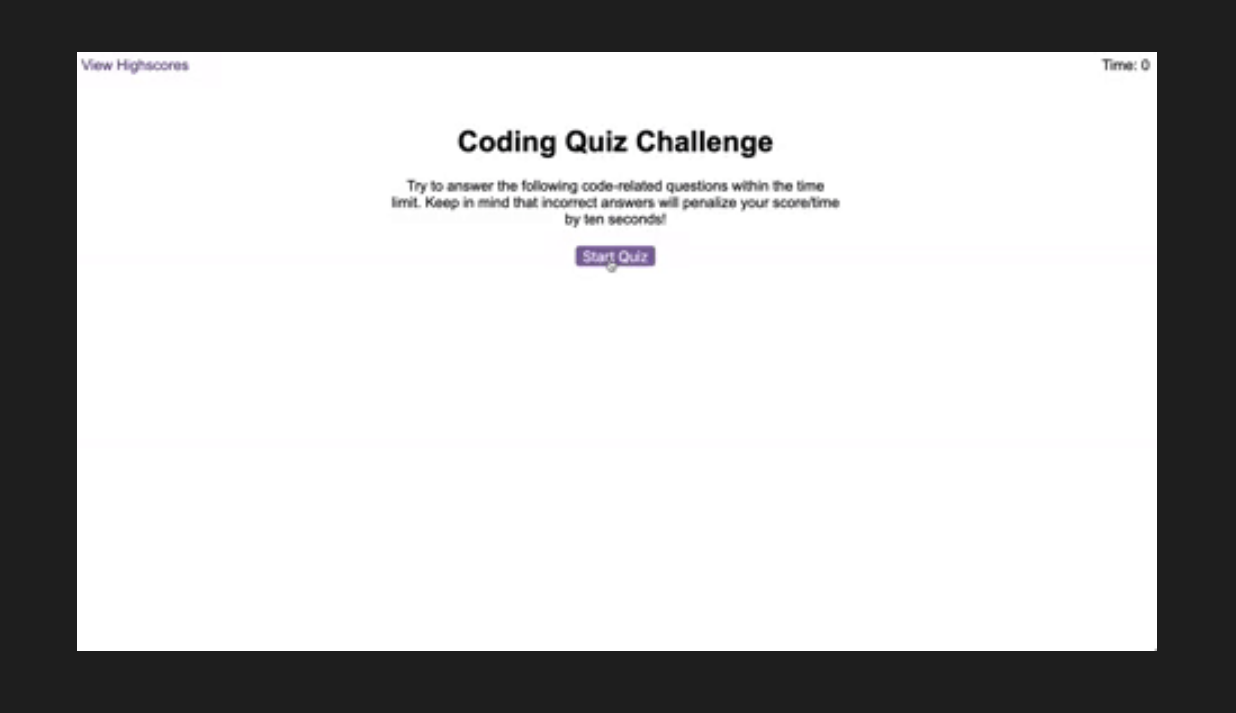 View Highscores
Time: 0
Coding Quiz Challenge
Try to answer the following code-related questions within the time
limit. Keep in mind that incorrect answers will penalize your score/time
by ten seconds!
Start Quiz